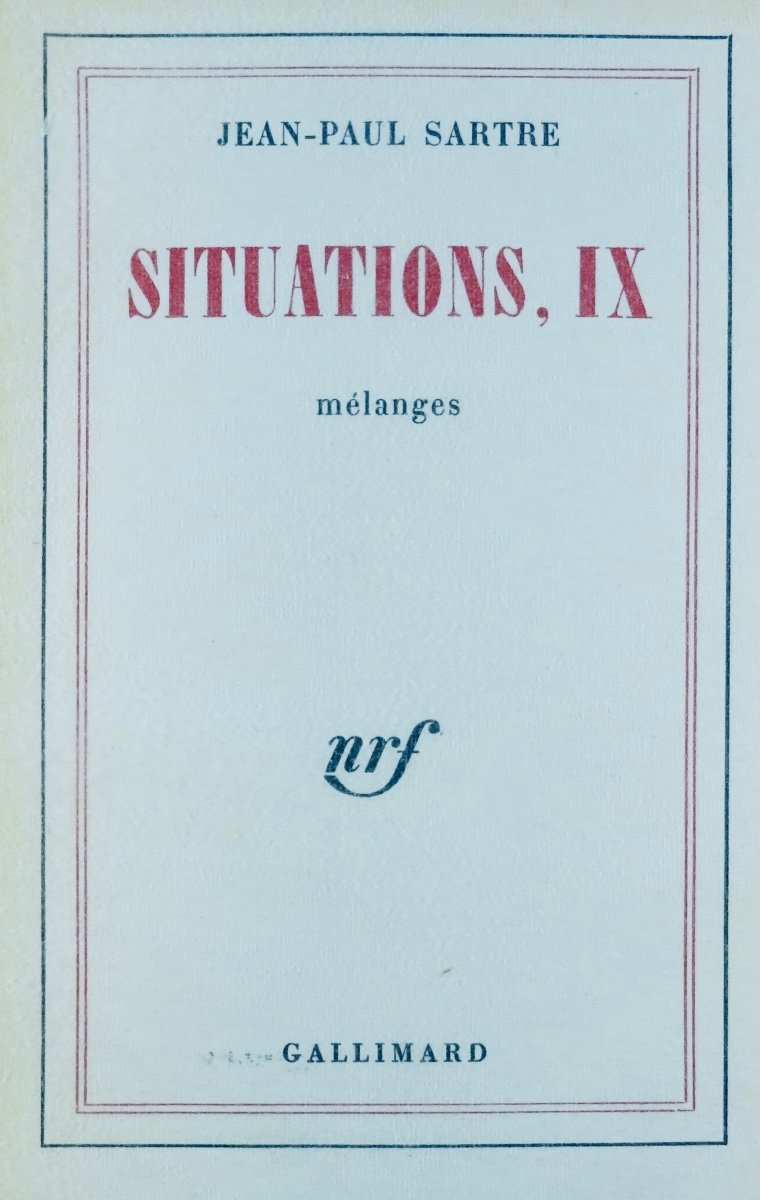 JEAN-PAUL SARTRE
SITUATIONS, IX
mélanges
nrf
GALLIMARD